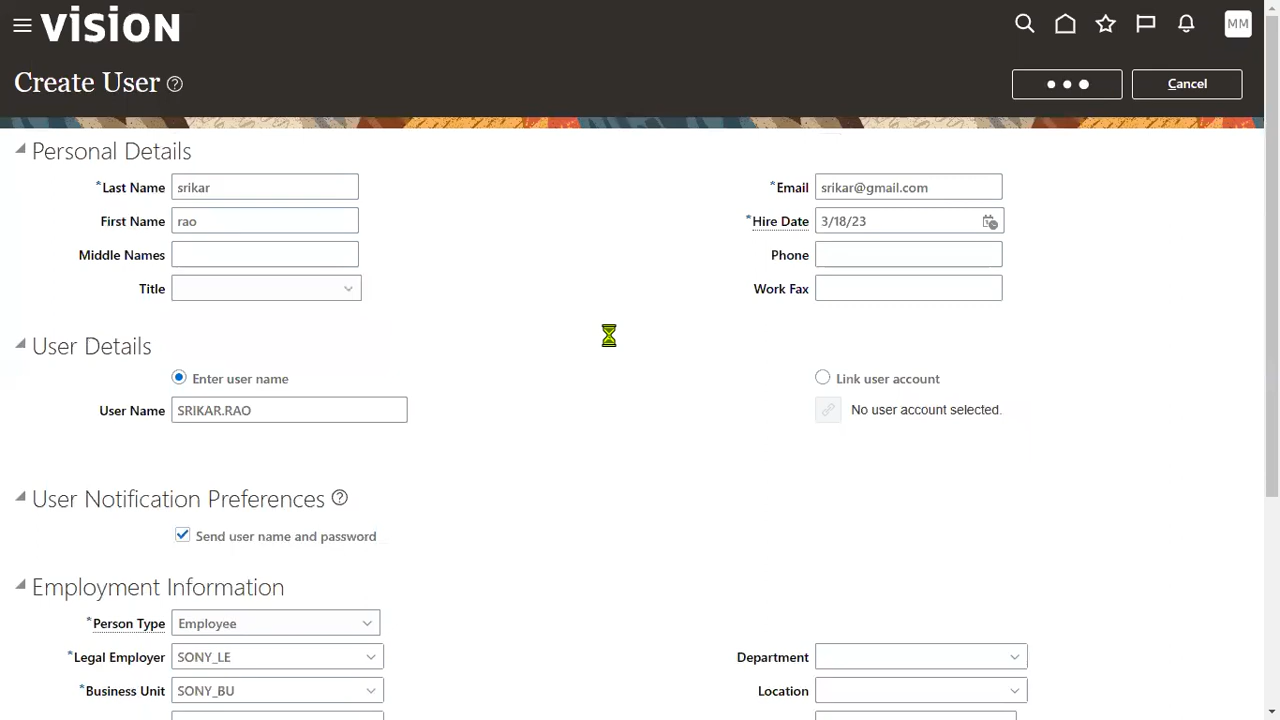 vision
MM
Create User
Cancel
Personal Details
*Last Name srikar
*Email srikar@gmail.com
First Name rao
*Hire Date 3/18/23
Middle Names
Phone
Title
Work Fax
User Details
Enter user name
Link user account
User Name SRIKAR.RAO
No user account selected.
User Notification Preferences
Send user name and password
Employment Information
*Person Type Employee
*Legal Employer SONY_LE
Department
*Business Unit SONY_BU
Location